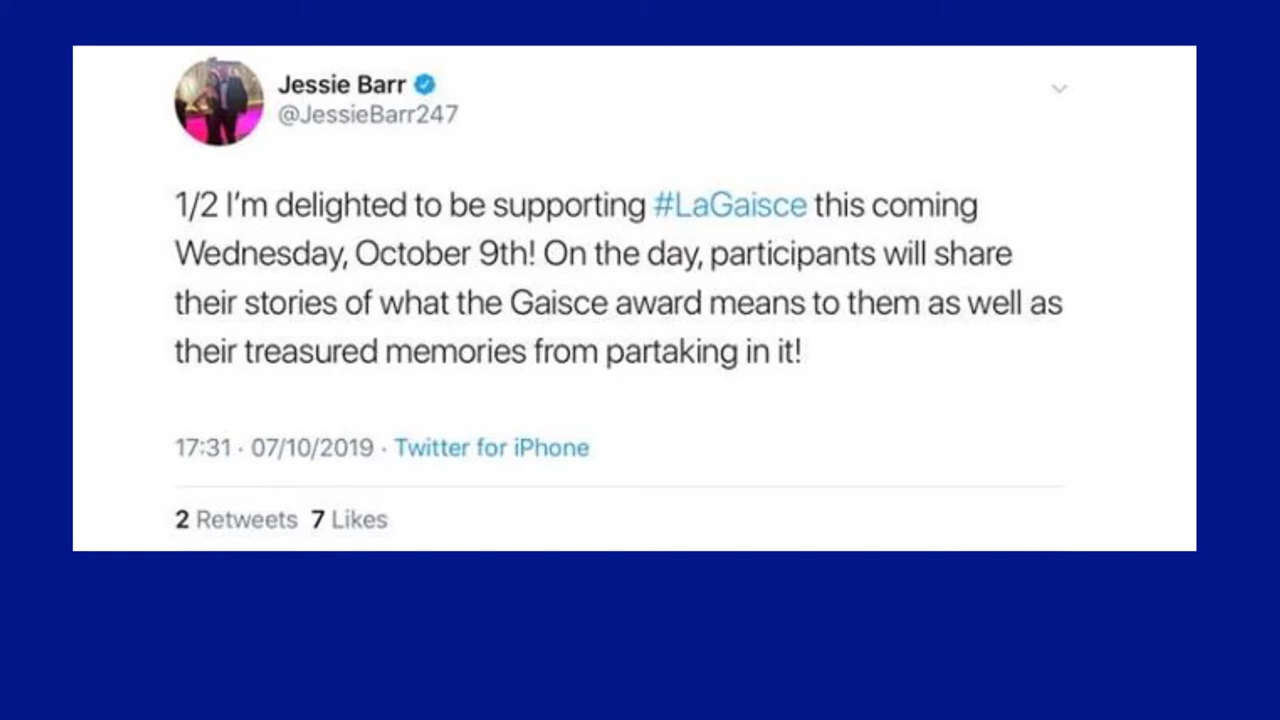 Jessie Barr
@JessieBarr247
1/2 I’m delighted to be supporting #LaGaisce this coming
Wednesday, October 9th! On the day, participants will share
their stories of what the Gaisce award means to them as well as
their treasured memories from partaking in it!
17:31 · 07/10/2019 · Twitter for iPhone
2 Retweets 7 Likes